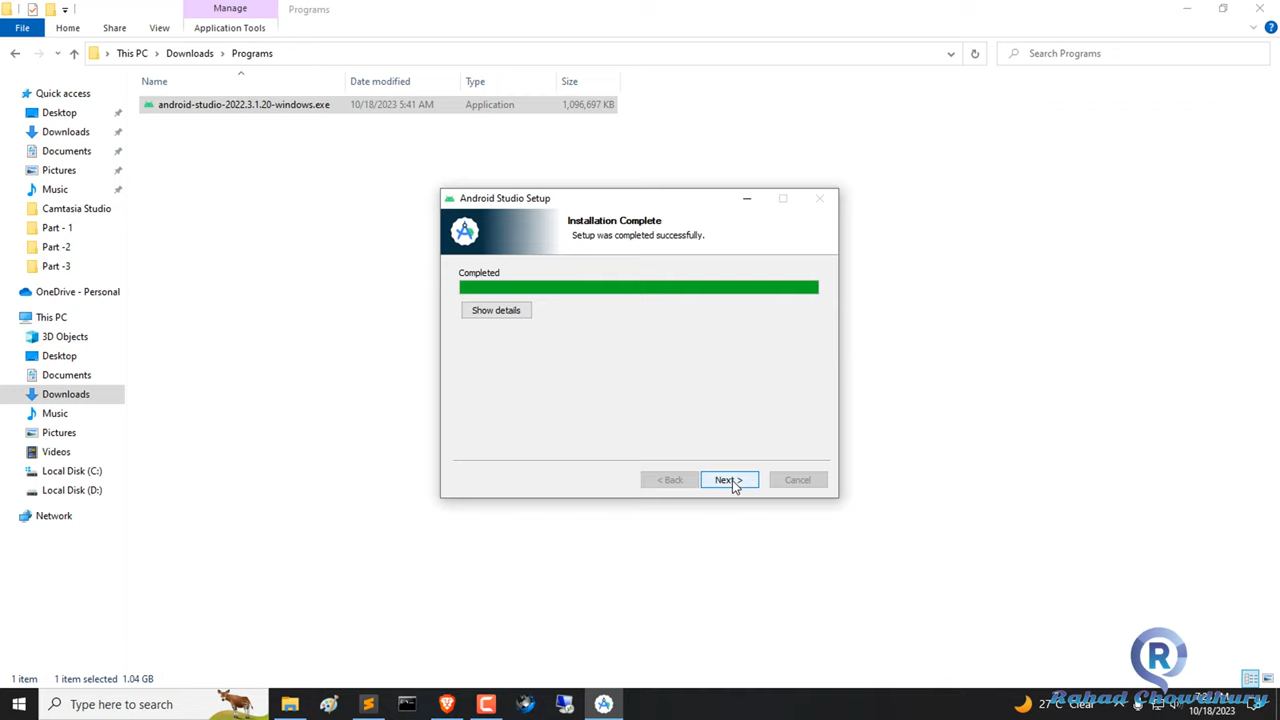 Manage
Programs
File
Home
Share
View
Application Tools
This PC
Downloads
Programs
Search Programs
Name
Date modified
Type
Size
Quick access
android-studio-2022.3.1.20-windows.exe
10/18/2023 5:41 AM
Application
1,096,697 KB
Desktop
Downloads
Documents
Pictures
Music
Camtasia Studio
Part - 1
Part -2
Part -3
OneDrive - Personal
This PC
3D Objects
Desktop
Documents
Downloads
Music
Pictures
Videos
Local Disk (C:)
Local Disk (D:)
Network
Android Studio Setup
Installation Complete
Setup was completed successfully.
Completed
Show details
< Back
Next >
Cancel
1 item
1 item selected
1.04 GB
Type here to search
R
Rahad Chowdhury
Clear
10/18/2023